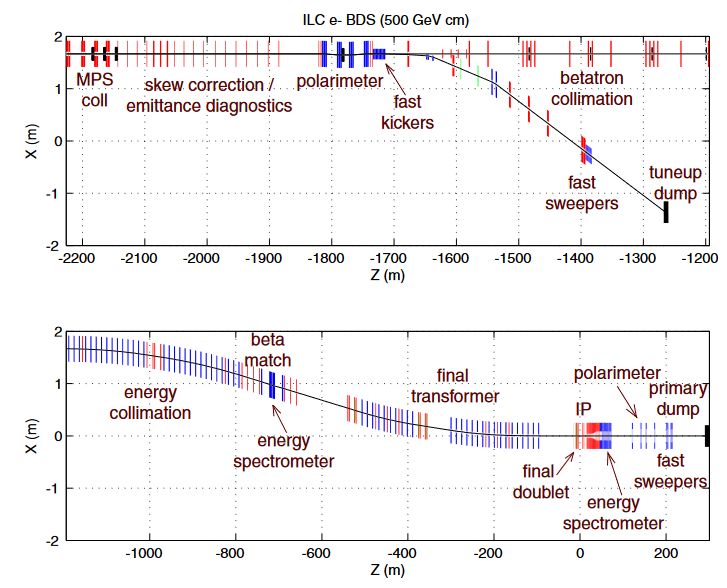 ILC e- BDS (500 GeV cm)
2
1
0
-1
-2
X (m)
MPS
coll
skew correction /
emittance diagnostics
polarimeter
fast
kickers
betatron
collimation
fast
sweepers
tuneup
dump
-2200 -2100 -2000 -1900 -1800 -1700 -1600 -1500 -1400 -1300 -1200
Z (m)
2
1
0
-1
-2
X (m)
energy
collimation
beta
match
energy
spectrometer
final
transformer
IP
polarimeter
primary
dump
final
doublet
energy
spectrometer
fast
sweepers
-1000 -800 -600 -400 -200 0 200
Z (m)